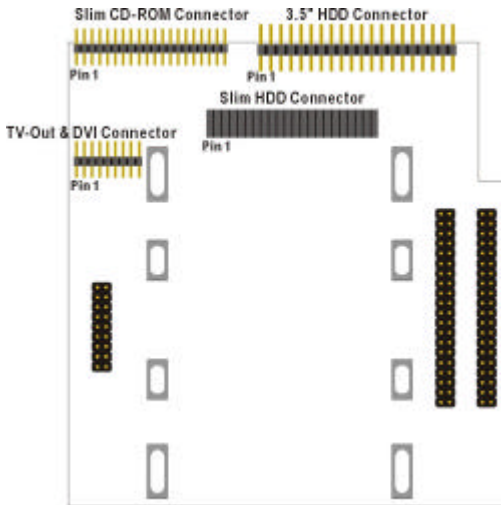 Slim CD-ROM Connector
3.5" HDD Connector
Pin 1
Pin 1
Slim HDD Connector
Pin 1
TV-Out & DVI Connector
Pin 1